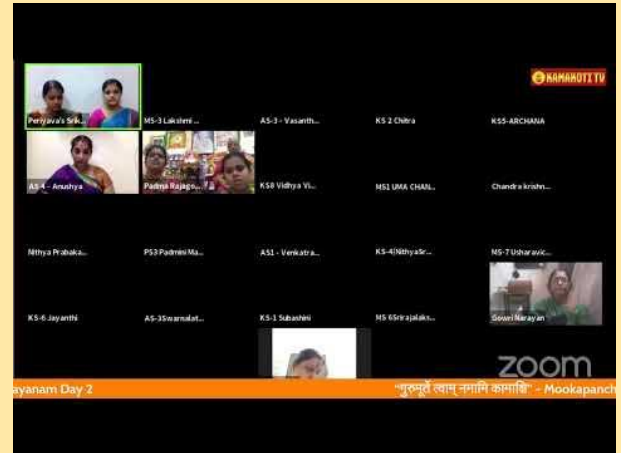 KAMAKOTI TV
Periyava's Srik...
MS-3 Lakshmi ...
AS-3 - Vasanth...
KS 2 Chitra
KS5-ARCHANA
AS 4 - Anushya
Padma Rajago...
KS8 Vidhya Vi...
MS1 UMA CHAN...
Chandra krishn...
Nithya Prabaka...
PS3 Padmini Ma...
AS1 - Venkatra...
KS-4|NithyaSr...
MS-7 Usharavic...
KS-6 Jayanthi
AS-3Swarnalat...
KS-1 Subashini
MS 6Srirajalaks...
Gowri Narayan
zoom
ayanam Day 2
"गुरुमूर्ते त्वाम् नमामि कामाक्षि" - Mookapanch